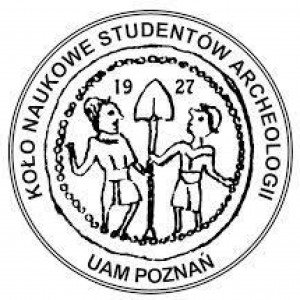 KOŁO NAUKOWE STUDENTÓW ARCHEOLOGII
19 27
UAM POZNAŃ